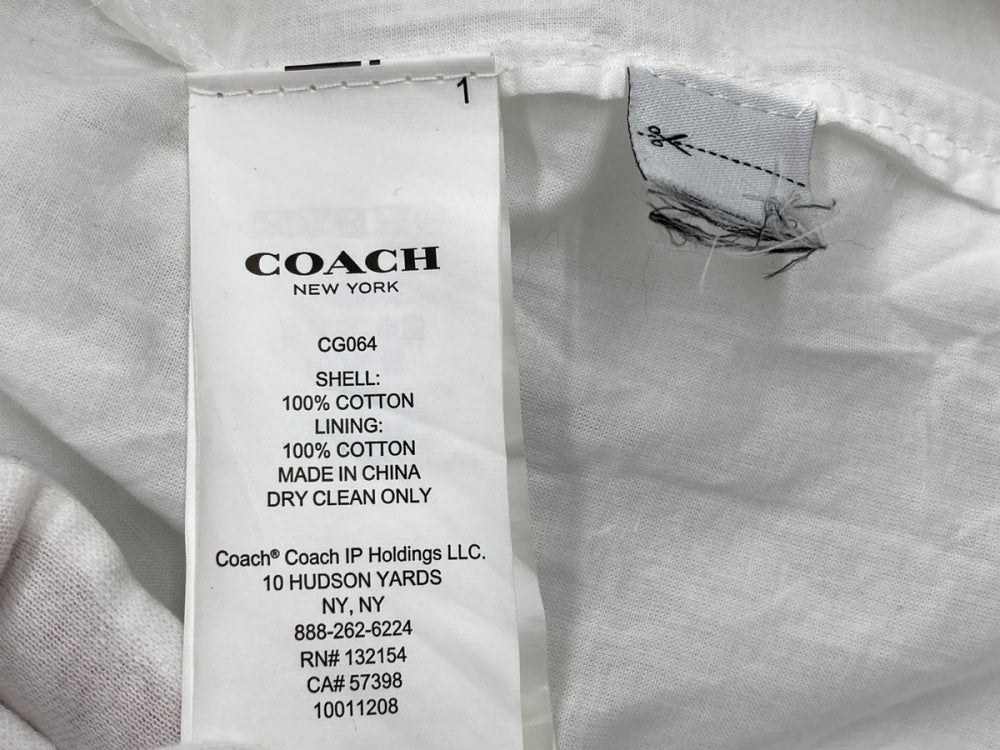 1
COACH
NEW YORK
CG064
SHELL:
100% COTTON
LINING:
100% COTTON
MADE IN CHINA
DRY CLEAN ONLY
Coach® Coach IP Holdings LLC.
10 HUDSON YARDS
NY, NY
888-262-6224
RN# 132154
CA# 57398
10011208